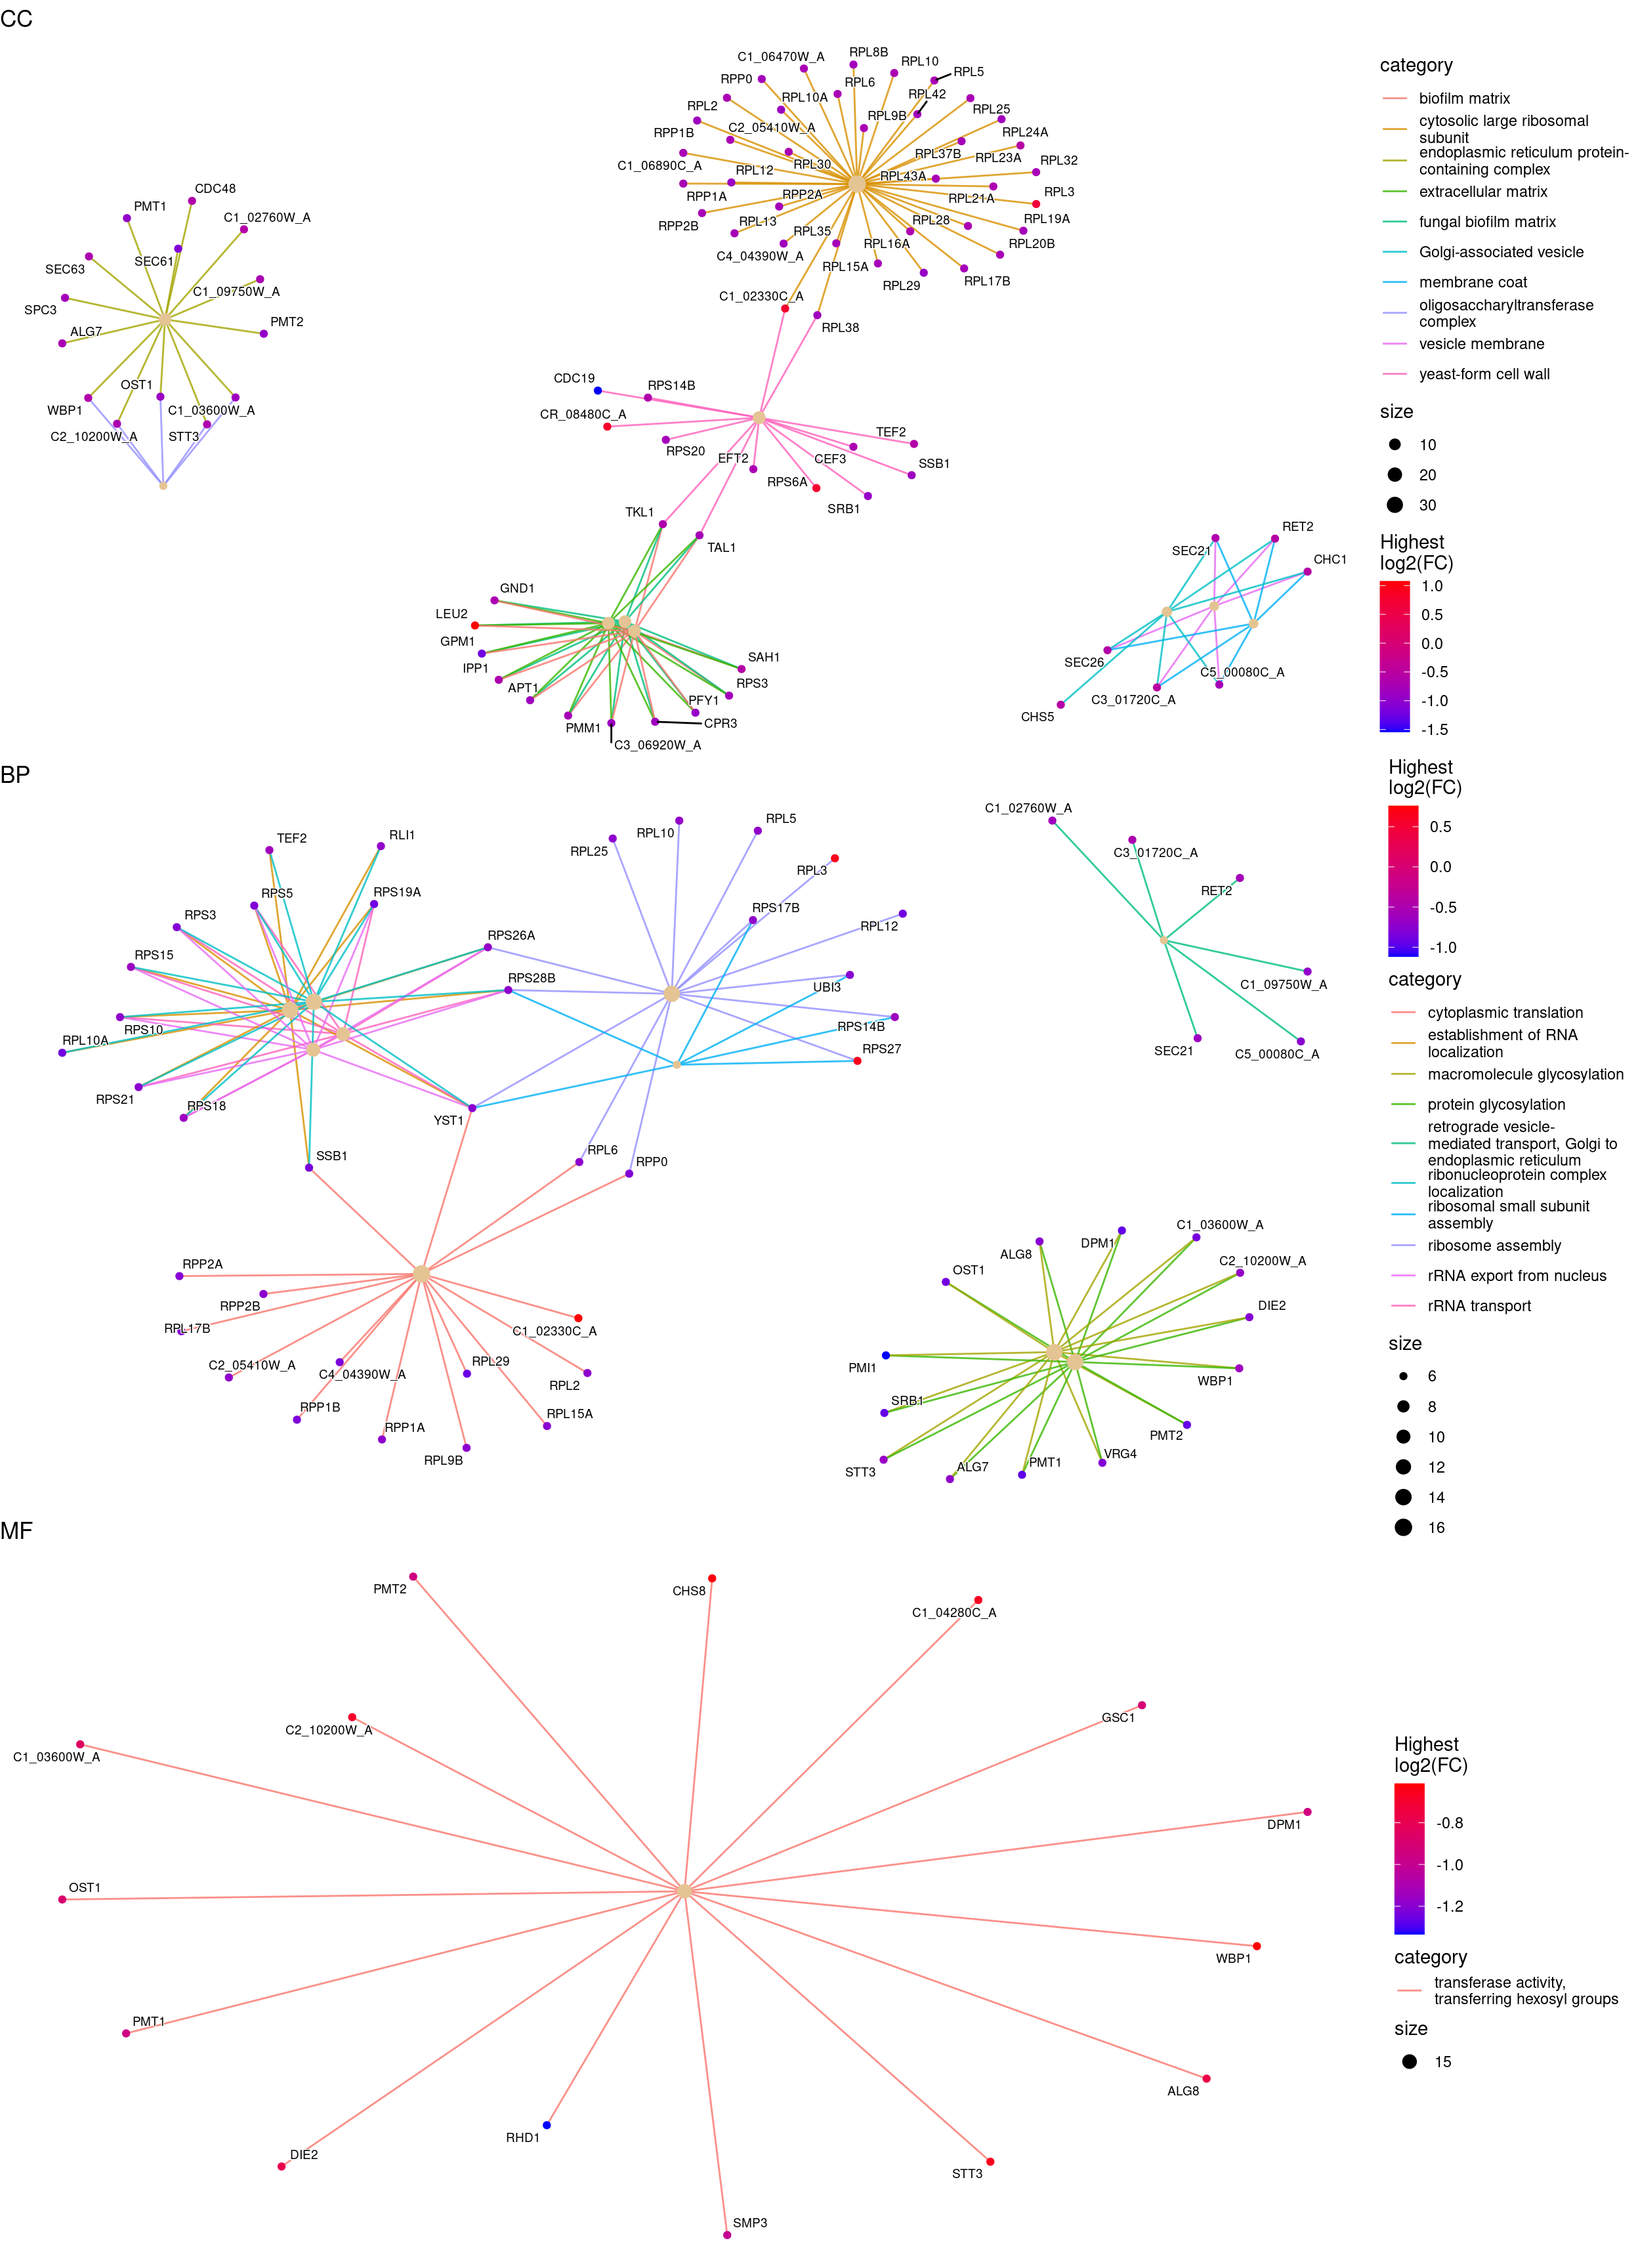 CC
C1_06470W_A
RPL8B
RPL10
RPL5
RPP0
RPL6
RPL10A
RPL42
RPL2
RPL25
RPL9B
C2_05410W_A
RPP1B
RPL24A
RPL37B
RPL23A
RPL32
C1_06890C_A
RPL30
RPL12
RPL43A
RPP1A
RPP2A
RPL21A
RPL3
RPP2B
RPL13
RPL28
RPL19A
RPL35
RPL16A
RPL20B
C4_04390W_A
RPL15A
RPL29
RPL17B
C1_02330C_A
RPL38
CDC48
PMT1
C1_02760W_A
SEC61
SEC63
C1_09750W_A
SPC3
PMT2
ALG7
OST1
WBP1
C1_03600W_A
C2_10200W_A
STT3
CDC19
RPS14B
CR_08480C_A
TEF2
RPS20
EFT2
CEF3
SSB1
RPS6A
SRB1
TKL1
TAL1
GND1
LEU2
GPM1
IPP1
SAH1
APT1
RPS3
PFY1
PMM1
CPR3
C3_06920W_A
RET2
SEC21
CHC1
SEC26
C5_00080C_A
C3_01720C_A
CHS5
category
biofilm matrix
cytosolic large ribosomal
subunit
endoplasmic reticulum protein-
containing complex
extracellular matrix
fungal biofilm matrix
Golgi-associated vesicle
membrane coat
oligosaccharyltransferase
complex
vesicle membrane
yeast-form cell wall
size
10
20
30
Highest
log2(FC)
1.0
0.5
0.0
-0.5
-1.0
-1.5
BP
TEF2
RLI1
RPS5
RPS19A
RPS3
RPS15
RPS26A
RPS28B
RPS10
RPL10A
RPS21
RPS18
YST1
SSB1
RPL25
RPL10
RPL5
RPL3
RPS17B
RPL12
UBI3
RPS14B
RPS27
RPL6
RPP0
RPP2A
RPP2B
RPL17B
C1_02330C_A
C2_05410W_A
C4_04390W_A
RPL29
RPL2
RPP1B
RPP1A
RPL15A
RPL9B
C1_02760W_A
C3_01720C_A
RET2
C1_09750W_A
SEC21
C5_00080C_A
C1_03600W_A
DPM1
ALG8
C2_10200W_A
OST1
DIE2
PMI1
WBP1
SRB1
PMT2
STT3
ALG7
PMT1
VRG4
Highest
log2(FC)
0.5
0.0
-0.5
-1.0
category
cytoplasmic translation
establishment of RNA
localization
macromolecule glycosylation
protein glycosylation
retrograde vesicle-
mediated transport, Golgi to
endoplasmic reticulum
ribonucleoprotein complex
localization
ribosomal small subunit
assembly
ribosome assembly
rRNA export from nucleus
rRNA transport
size
6
8
10
12
14
16
MF
PMT2
CHS8
C1_04280C_A
GSC1
C2_10200W_A
C1_03600W_A
DPM1
OST1
WBP1
PMT1
ALG8
RHD1
DIE2
STT3
SMP3
Highest
log2(FC)
-0.8
-1.0
-1.2
category
transferase activity,
transferring hexosyl groups
size
15